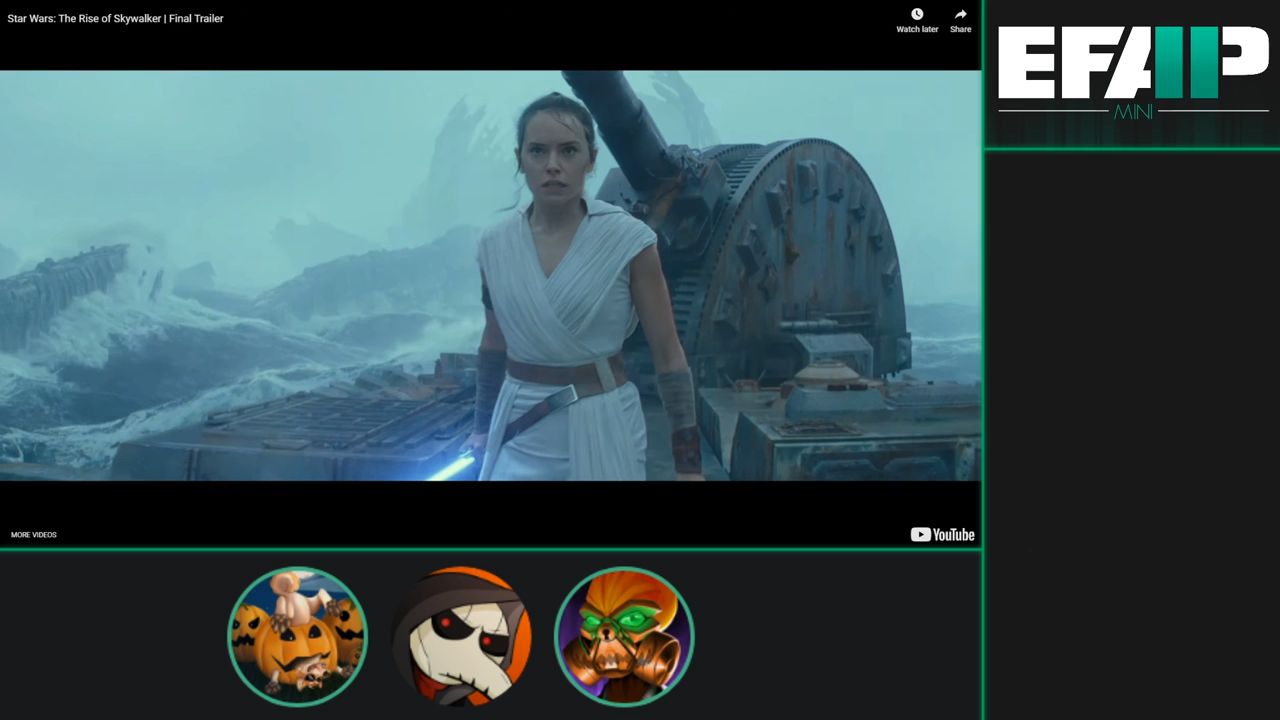 Star Wars: The Rise of Skywalker | Final Trailer
Watch later
Share
EFAP
MINI
MORE VIDEOS
YouTube